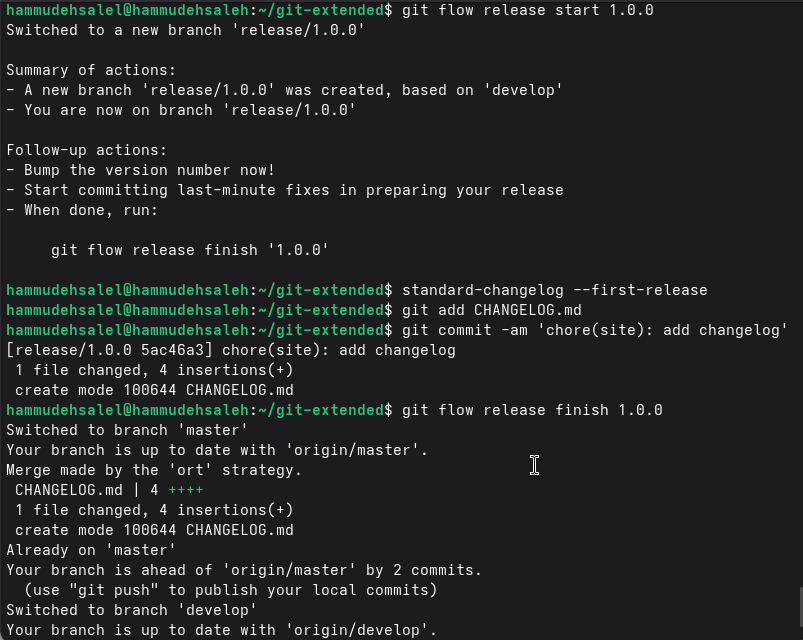 hammudehsalel@hammudehsaleh:~/git-extended$ git flow release start 1.0.0
Switched to a new branch 'release/1.0.0'
Summary of actions:
- A new branch 'release/1.0.0' was created, based on 'develop'
- You are now on branch 'release/1.0.0'
Follow-up actions:
- Bump the version number now!
- Start committing last-minute fixes in preparing your release
- When done, run:
git flow release finish '1.0.0'
hammudehsalel@hammudehsaleh:~/git-extended$ standard-changelog --first-release
hammudehsalel@hammudehsaleh:~/git-extended$ git add CHANGELOG.md
hammudehsalel@hammudehsaleh:~/git-extended$ git commit -am 'chore(site): add changelog'
[release/1.0.0 5ac46a3] chore(site): add changelog
1 file changed, 4 insertions(+)
create mode 100644 CHANGELOG.md
hammudehsalel@hammudehsaleh:~/git-extended$ git flow release finish 1.0.0
Switched to branch 'master'
Your branch is up to date with 'origin/master'.
Merge made by the 'ort' strategy.
CHANGELOG.md | 4 ++++
1 file changed, 4 insertions(+)
create mode 100644 CHANGELOG.md
Already on 'master'
Your branch is ahead of 'origin/master' by 2 commits.
(use "git push" to publish your local commits)
Switched to branch 'develop'
Your branch is up to date with 'origin/develop'.